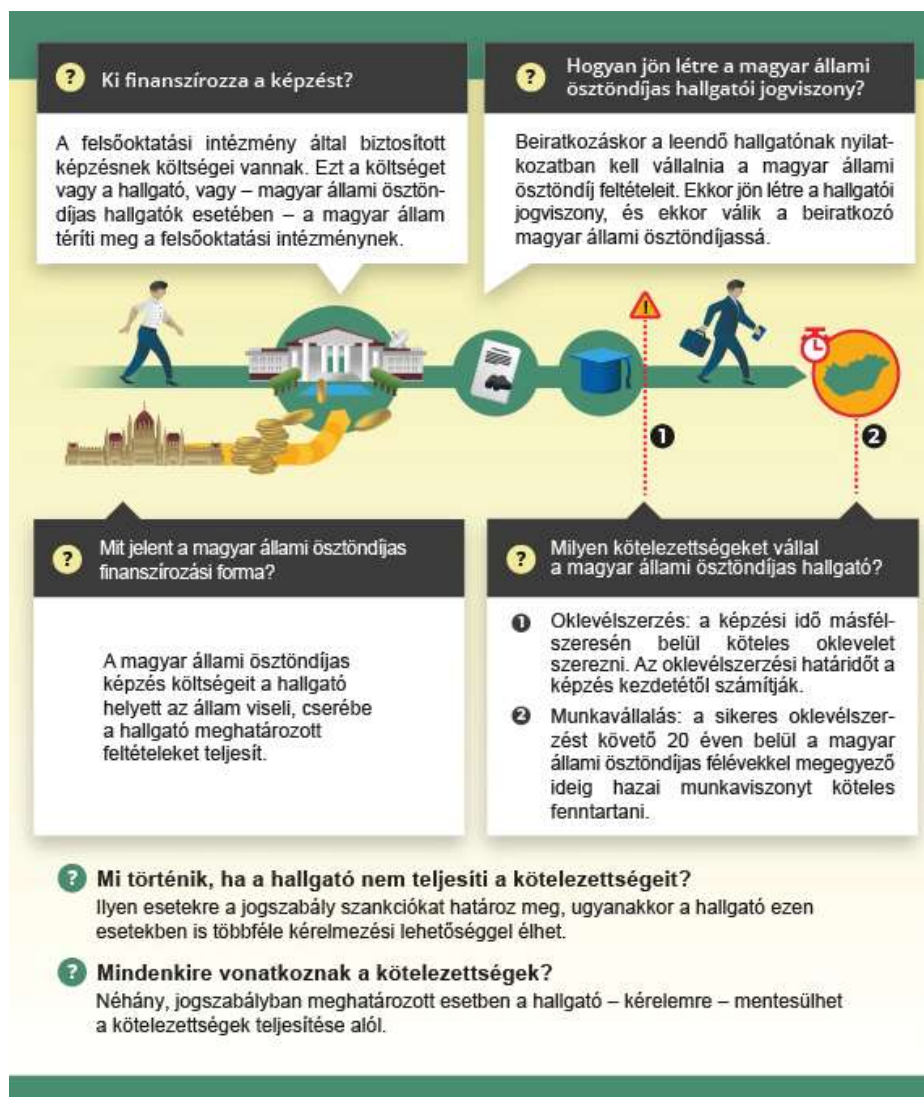 ? Ki finanszírozza a képzést?
A felsőoktatási intézmény által biztosított
képzésnek költségei vannak. Ezt a költséget
vagy a hallgató, vagy – magyar állami ösztön-
díjas hallgatók esetében – a magyar állam
téríti meg a felsőoktatási intézménynek.
? Hogyan jön létre a magyar állami
ösztöndíjas hallgatói jogviszony?
Beiratkozáskor a leendő hallgatónak nyilat-
kozatban kell vállalnia a magyar állami
ösztöndíj feltételeit. Ekkor jön létre a hallgatói
jogviszony, és ekkor válik a beiratkozó
magyar állami ösztöndíjassá.
!
1
2
? Mit jelent a magyar állami ösztöndíjas
finanszírozási forma?
A magyar állami ösztöndíjas
képzés költségeit a hallgató
helyett az állam viseli, cserébe
a hallgató meghatározott
feltételeket teljesít.
? Milyen kötelezettségeket vállal
a magyar állami ösztöndíjas hallgató?
1 Oklevélszerzés: a képzési idő másfél-
szeresén belül köteles oklevelet
szerezni. Az oklevélszerzési határidőt a
képzés kezdetétől számítják.
2 Munkavállalás: a sikeres oklevélszer-
zést követő 20 éven belül a magyar
állami ösztöndíjas félévekkel megegyező
ideig hazai munkaviszonyt köteles
fenntartani.
? Mi történik, ha a hallgató nem teljesíti a kötelezettségeit?
Ilyen esetekre a jogszabály szankciókat határoz meg, ugyanakkor a hallgató ezen
esetekben is többféle kérelmezési lehetőséggel élhet.
? Mindenkire vonatkoznak a kötelezettségek?
Néhány, jogszabályban meghatározott esetben a hallgató – kérelemre – mentesülhet
a kötelezettségek teljesítése alól.